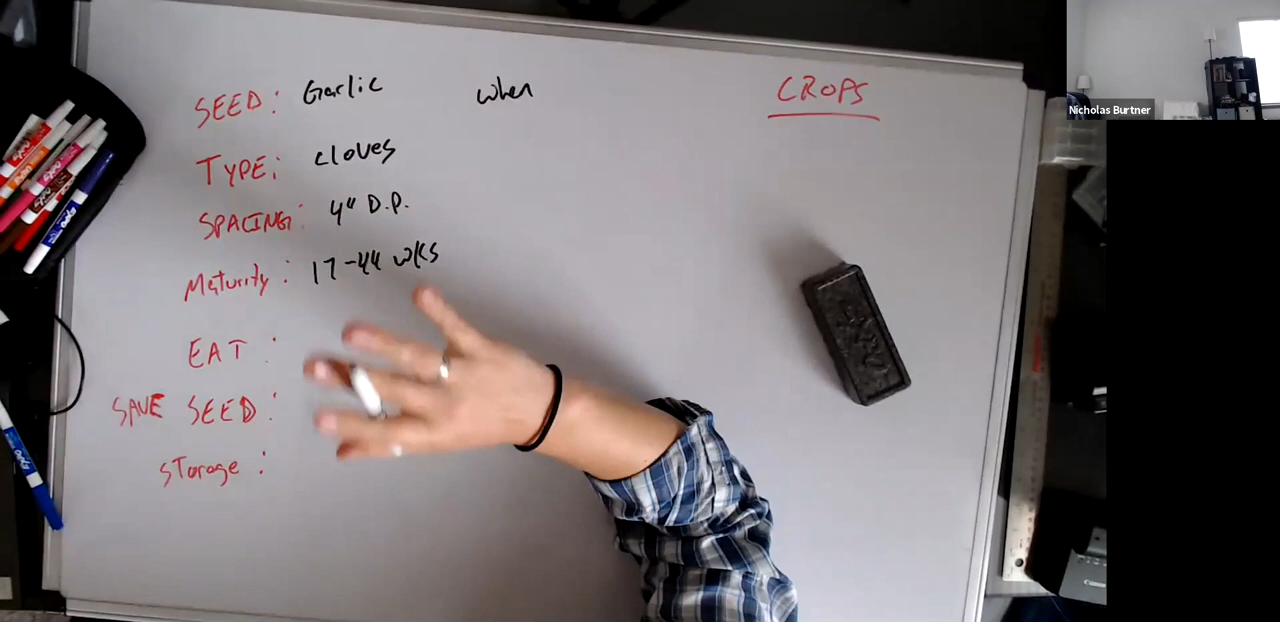 SEED: Garlic when
CROPS
TYPE: cloves
SPACING: 4" D.P.
Maturity: 17-44 wks
EAT:
SAVE SEED:
storage:
Nicholas Burtner